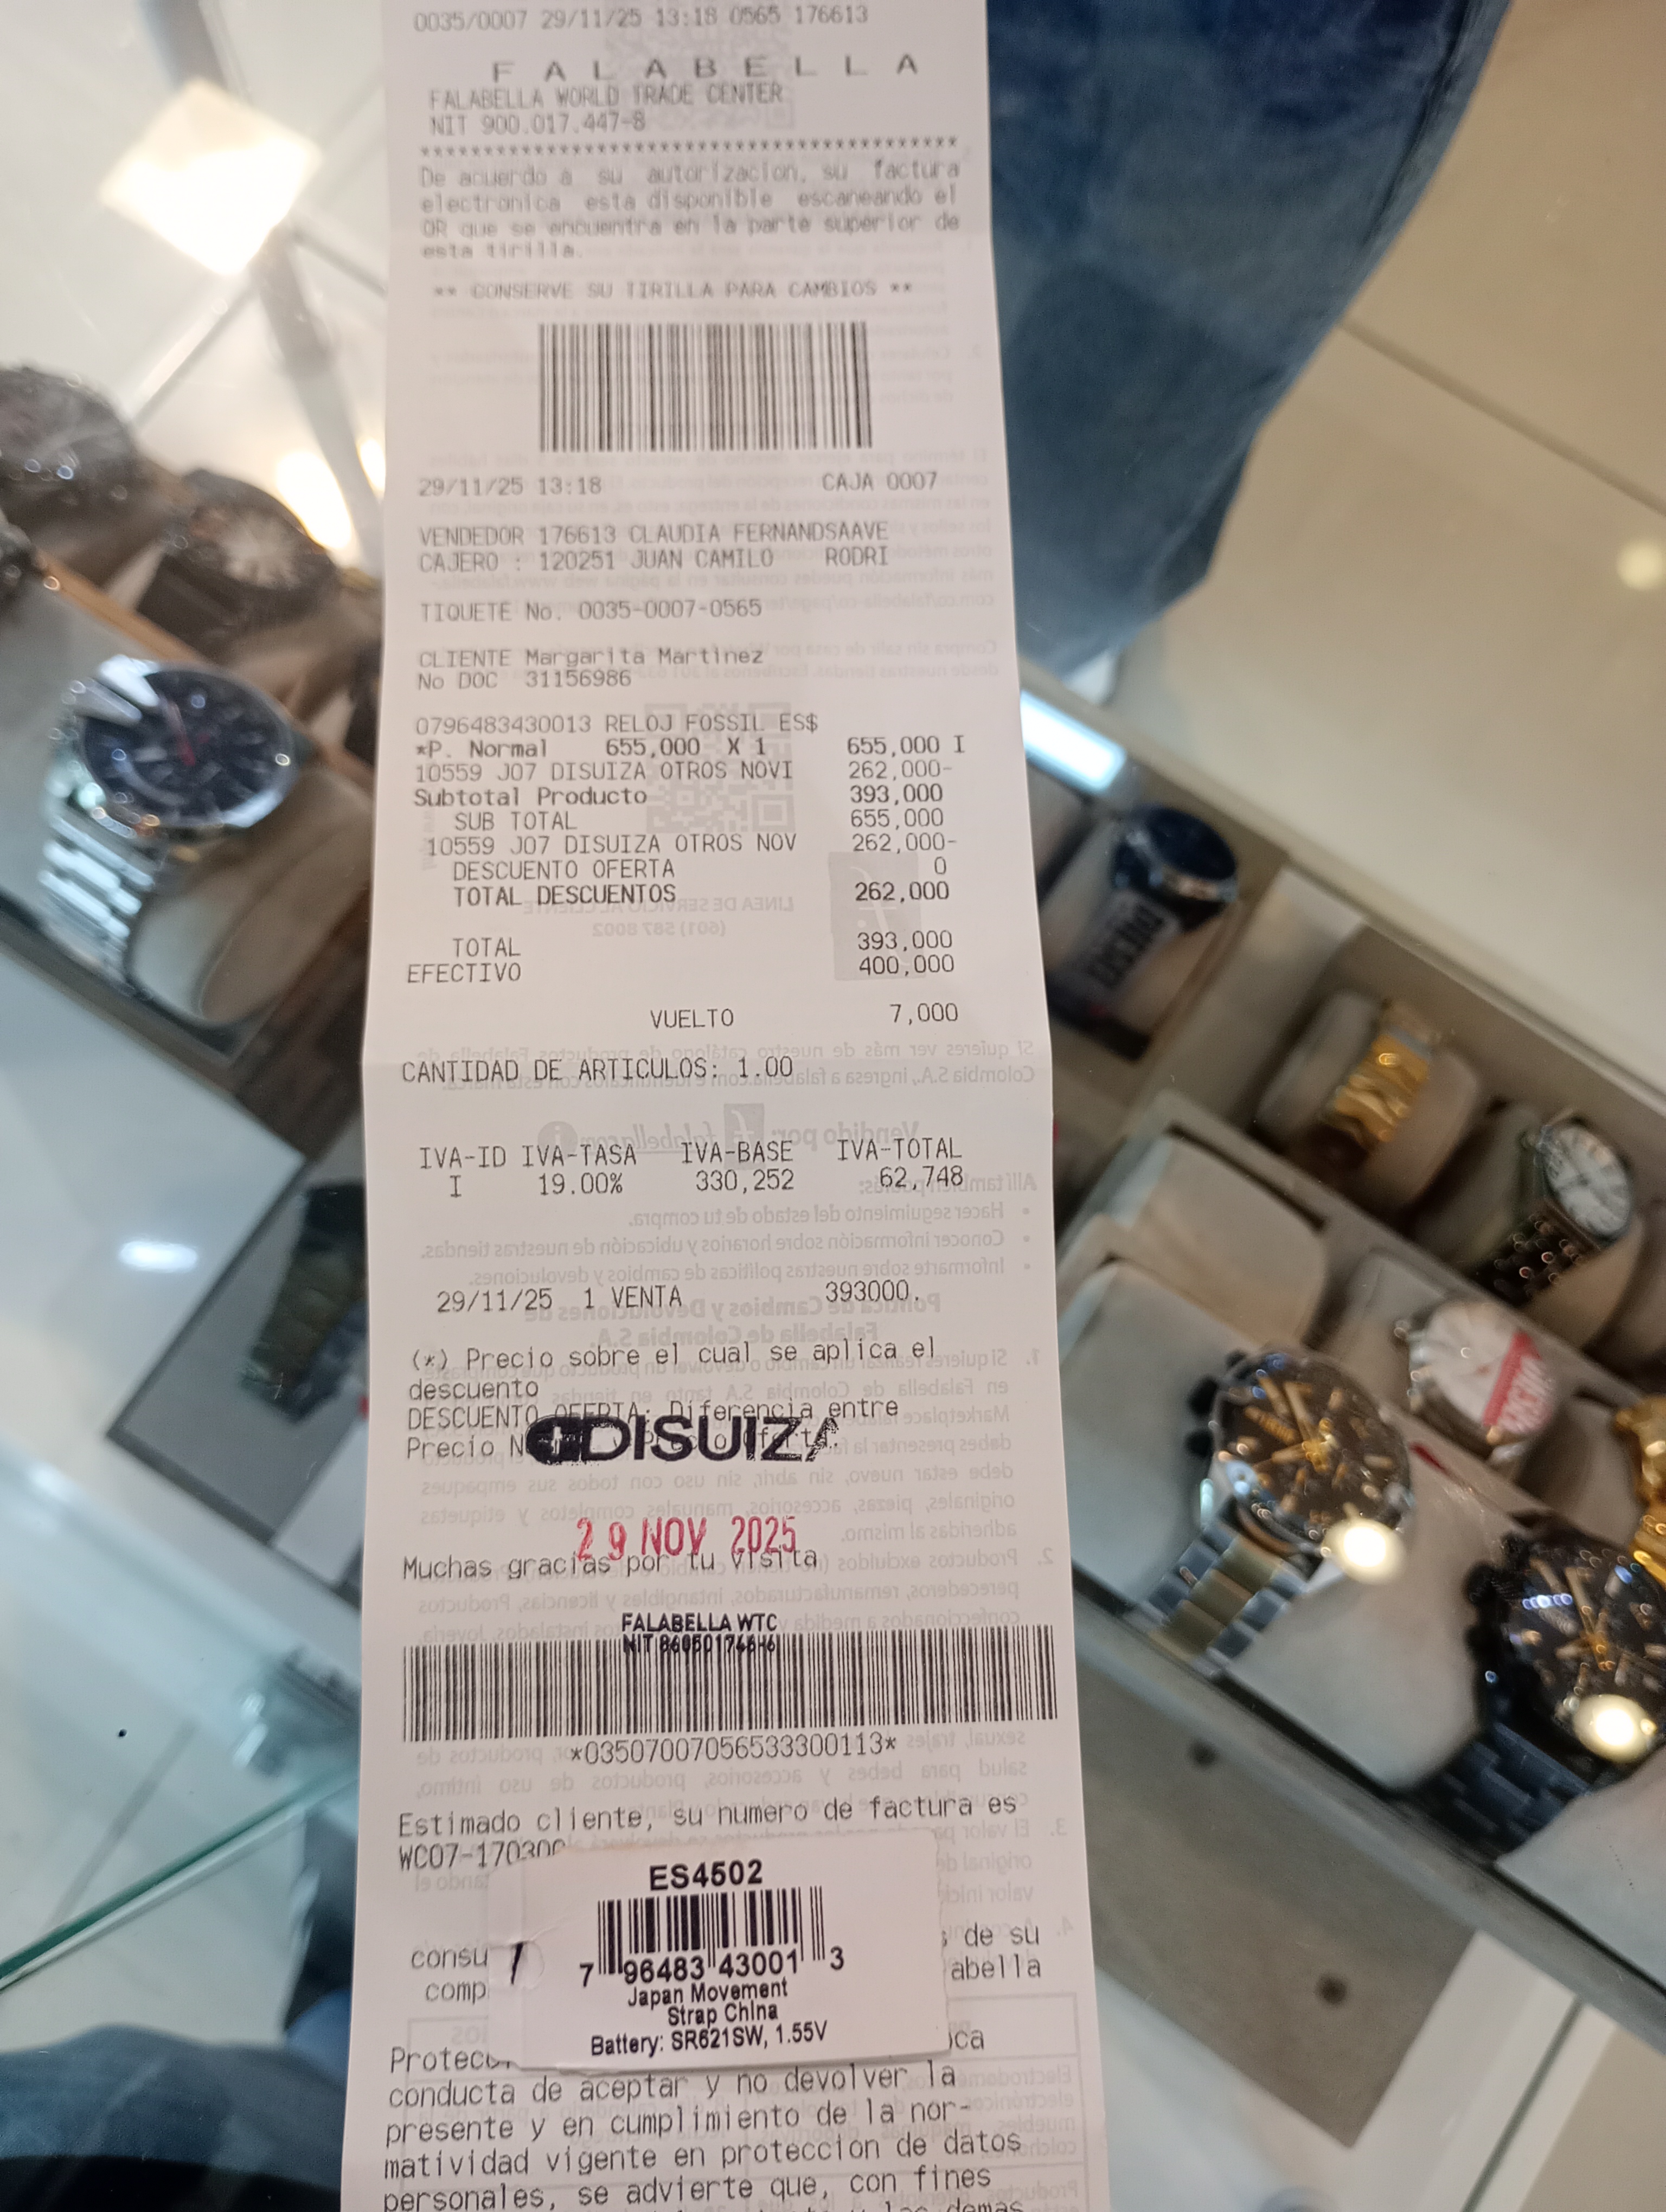 0035/0007 29/11/25 13:18 0565 176613
F A L A B E L L A
FALABELLA WORLD TRADE CENTER
NIT 900.017.447-8
******************************************
De acuerdo a su autorizacion, su factura
electronica esta disponible escaneando el
QR que se encuentra en la parte superior de
esta tirilla.
** CONSERVE SU TIRILLA PARA CAMBIOS **
29/11/25 13:18 CAJA 0007
VENDEDOR 176613 CLAUDIA FERNANDSAAVE
CAJERO : 120251 JUAN CAMILO RODRI
TIQUETE No. 0035-0007-0565
CLIENTE Margarita Martinez
No DOC 31156986
0796483430013 RELOJ FOSSIL ES$
*P. Normal 655,000 X 1 655,000 I
10559 J07 DISUIZA OTROS NOVI 262,000-
Subtotal Producto 393,000
SUB TOTAL 655,000
10559 J07 DISUIZA OTROS NOV 262,000-
DESCUENTO OFERTA 0
TOTAL DESCUENTOS 262,000
TOTAL 393,000
EFECTIVO 400,000
VUELTO 7,000
CANTIDAD DE ARTICULOS: 1.00
IVA-ID IVA-TASA IVA-BASE IVA-TOTAL
I 19.00% 330,252 62,748
29/11/25 1 VENTA 393000.
(*) Precio sobre el cual se aplica el
descuento
DESCUENTO OFERTA: Diferencia entre
Precio
DISUIZA
29 NOV 2025
Muchas gracias por tu visita
FALABELLA WTC
NIT
*035070070565333001​13*
Estimado cliente, su numero de factura es
ES4502
7 96483 43001 3
Japan Movement
Strap China
Battery: SR621SW, 1.55V
de su
conducta de aceptar y no devolver la
presente y en cumplimiento de la nor-
matividad vigente en proteccion de datos
personales, se advierte que, con fines